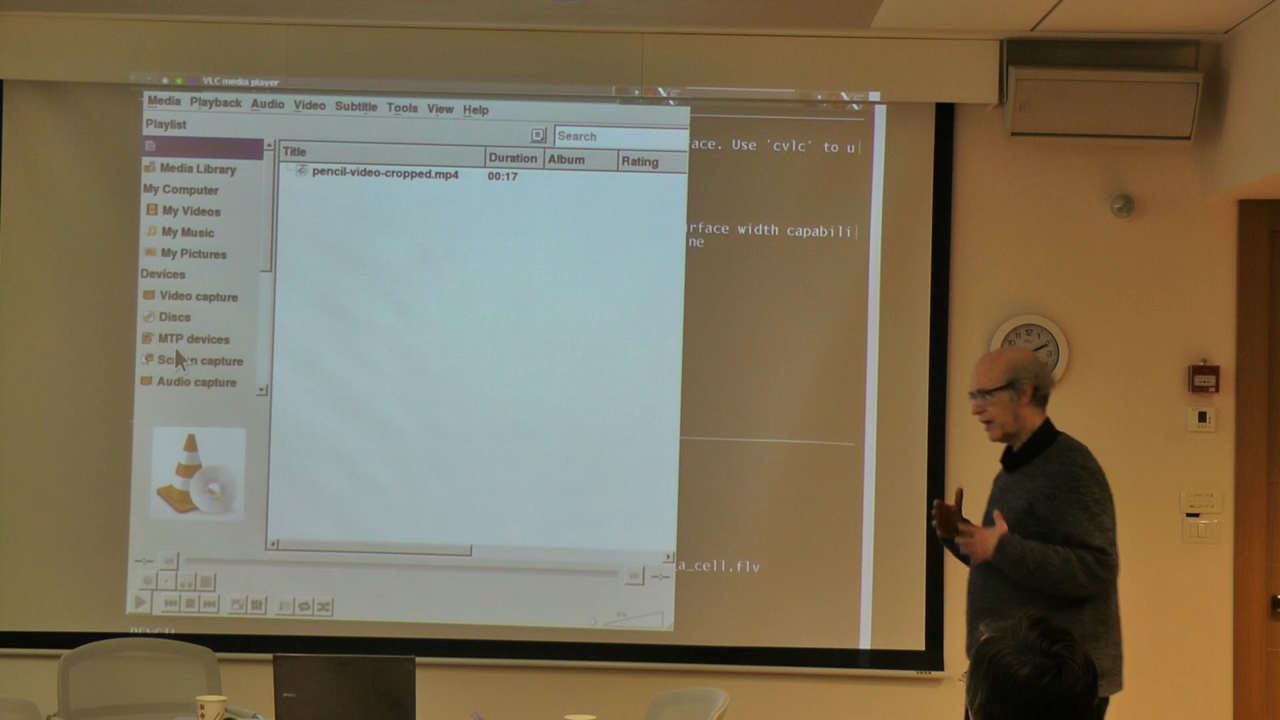 VLC media player
Media Playback Audio Video Subtitle Tools View Help
Playlist
Search
Title Duration Album Rating
pencil-video-cropped.mp4 00:17
Media Library
My Computer
My Videos
My Music
My Pictures
Devices
Video capture
Discs
MTP devices
Screen capture
Audio capture
ace. Use 'cvlc' to u
rface width capabili
ne
a_cell.flv